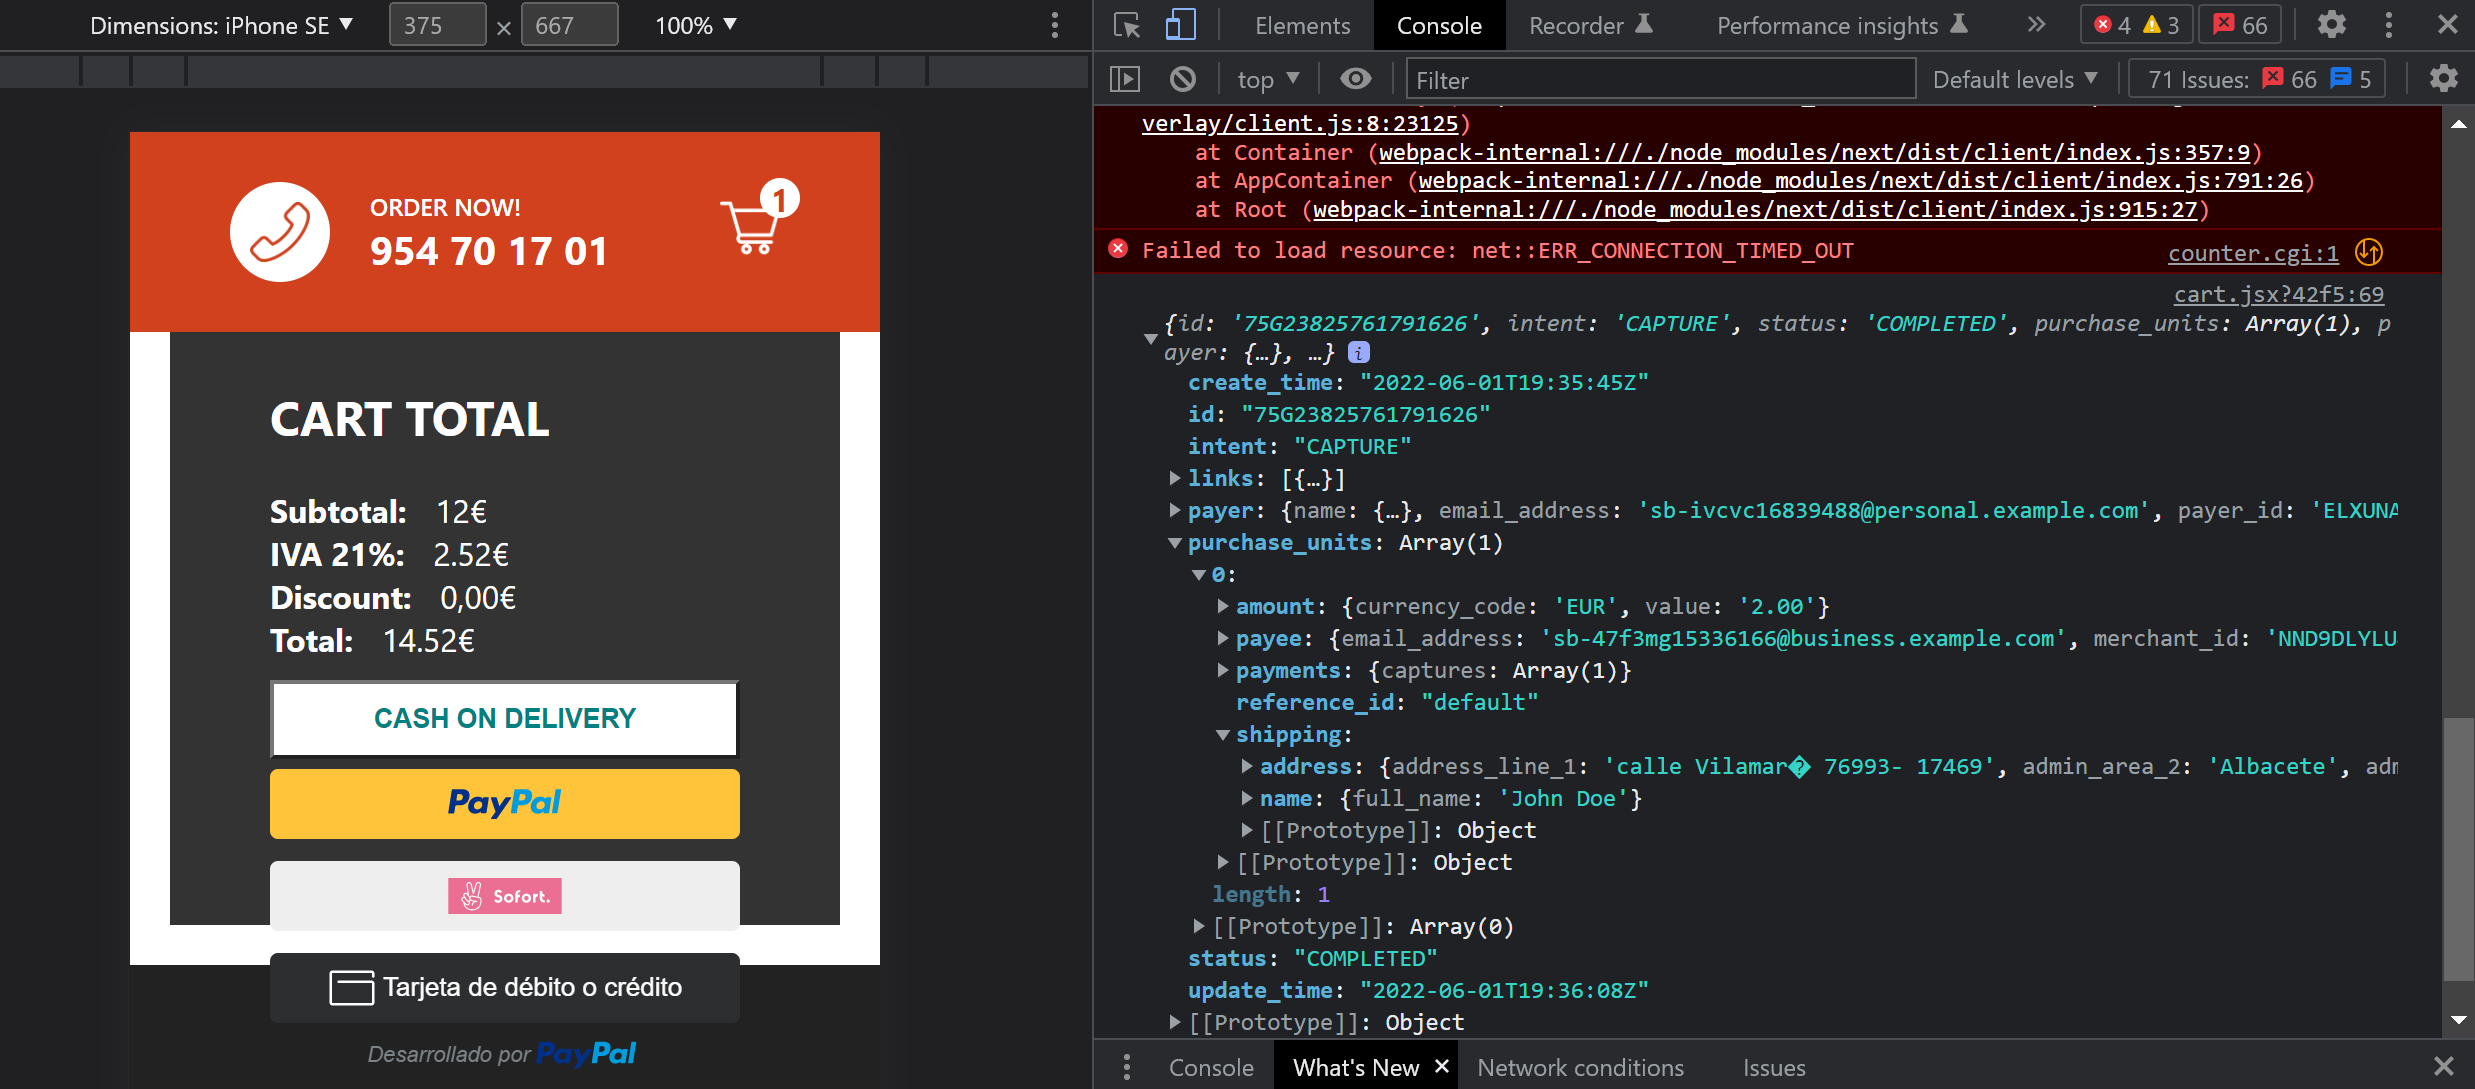 Dimensions: iPhone SE ▼ 375 × 667 100% ▼
ORDER NOW!
954 70 17 01
1
CART TOTAL
Subtotal: 12€
IVA 21%: 2.52€
Discount: 0,00€
Total: 14.52€
CASH ON DELIVERY
PayPal
Sofort.
Tarjeta de débito o crédito
Desarrollado por PayPal
Elements Console Recorder Performance insights 4 3 66
top ▼ Filter Default levels ▼ 71 Issues: 66 5
verlay/client.js:8:23125)
at Container (webpack-internal:///./node_modules/next/dist/client/index.js:357:9)
at AppContainer (webpack-internal:///./node_modules/next/dist/client/index.js:791:26)
at Root (webpack-internal:///./node_modules/next/dist/client/index.js:915:27)
Failed to load resource: net::ERR_CONNECTION_TIMED_OUT counter.cgi:1
cart.jsx?42f5:69
{id: '75G23825761791626', intent: 'CAPTURE', status: 'COMPLETED', purchase_units: Array(1), p
ayer: {…}, …} i
create_time: "2022-06-01T19:35:45Z"
id: "75G23825761791626"
intent: "CAPTURE"
links: [{…}]
payer: {name: {…}, email_address: 'sb-ivcvc16839488@personal.example.com', payer_id: 'ELXUNA
purchase_units: Array(1)
0:
amount: {currency_code: 'EUR', value: '2.00'}
payee: {email_address: 'sb-47f3mg15336166@business.example.com', merchant_id: 'NND9DLYLU
payments: {captures: Array(1)}
reference_id: "default"
shipping:
address: {address_line_1: 'calle Vilamar� 76993- 17469', admin_area_2: 'Albacete', adm
name: {full_name: 'John Doe'}
[[Prototype]]: Object
[[Prototype]]: Object
length: 1
[[Prototype]]: Array(0)
status: "COMPLETED"
update_time: "2022-06-01T19:36:08Z"
[[Prototype]]: Object
Console What's New × Network conditions Issues